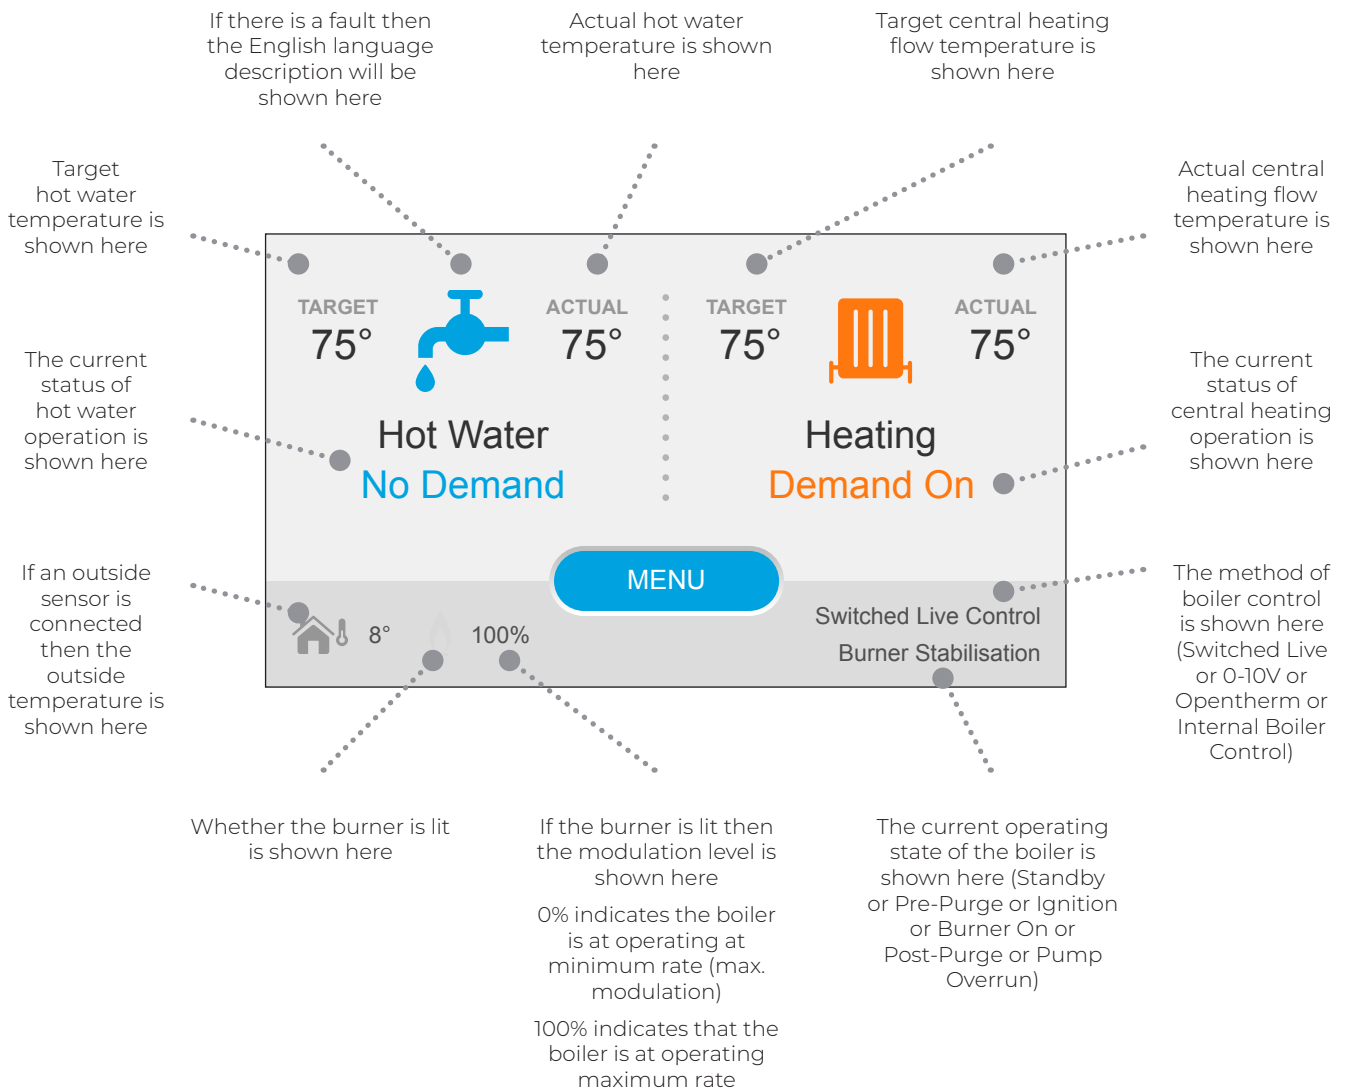 If there is a fault then
the English language
description will be
shown here
Actual hot water
temperature is shown
here
Target central heating
flow temperature is
shown here
Target
hot water
temperature is
shown here
Actual central
heating flow
temperature is
shown here
TARGET
75°
ACTUAL
75°
TARGET
75°
ACTUAL
75°
The current
status of
hot water
operation is
shown here
The current
status of
central heating
operation is
shown here
Hot Water
No Demand
Heating
Demand On
MENU
If an outside
sensor is
connected
then the
outside
temperature is
shown here
8°
100%
Switched Live Control
Burner Stabilisation
The method of
boiler control
is shown here
(Switched Live
or 0-10V or
Opentherm or
Internal Boiler
Control)
Whether the burner is lit
is shown here
If the burner is lit then
the modulation level is
shown here
0% indicates the boiler
is at operating at
minimum rate (max.
modulation)
100% indicates that the
boiler is at operating
maximum rate
The current operating
state of the boiler is
shown here (Standby
or Pre-Purge or Ignition
or Burner On or
Post-Purge or Pump
Overrun)